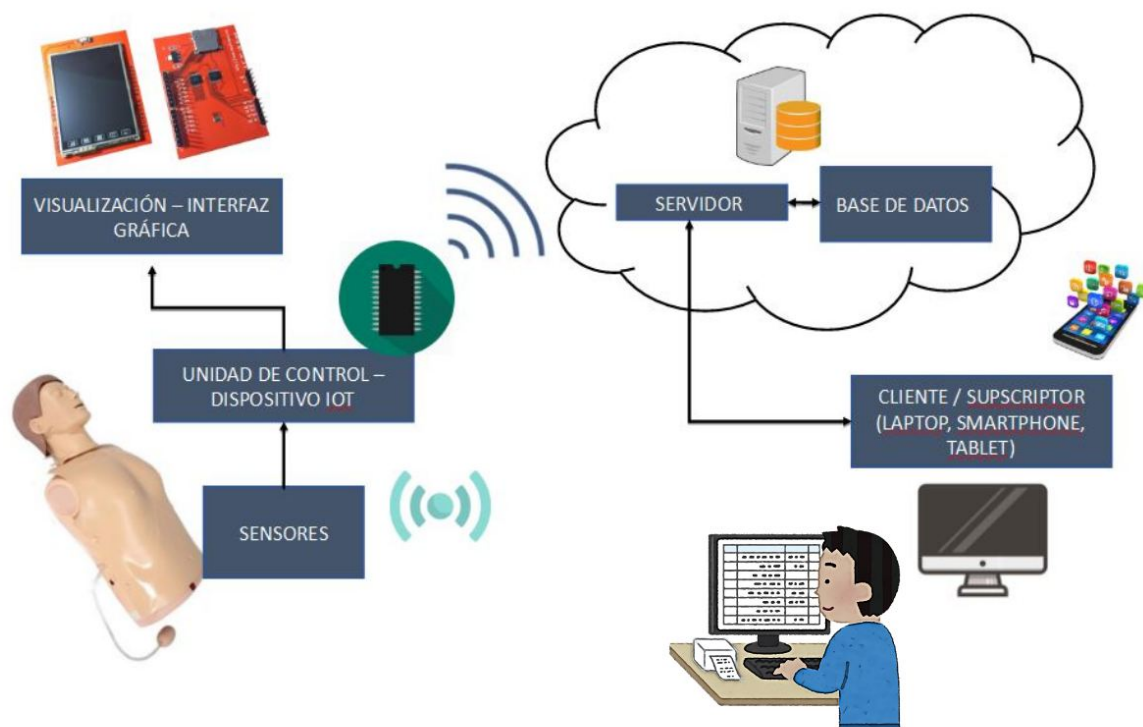 VISUALIZACIÓN – INTERFAZ
GRÁFICA
UNIDAD DE CONTROL –
DISPOSITIVO IOT
SENSORES
SERVIDOR
BASE DE DATOS
CLIENTE / SUPSCRIPTOR
(LAPTOP, SMARTPHONE,
TABLET)